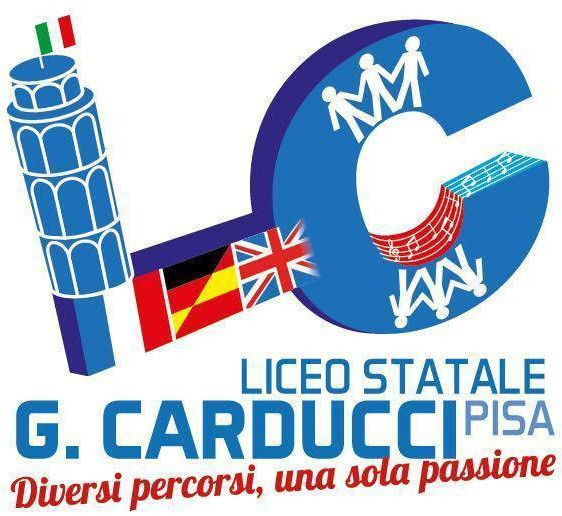 LICEO STATALE
G. CARDUCCI PISA
Diversi percorsi, una sola passione